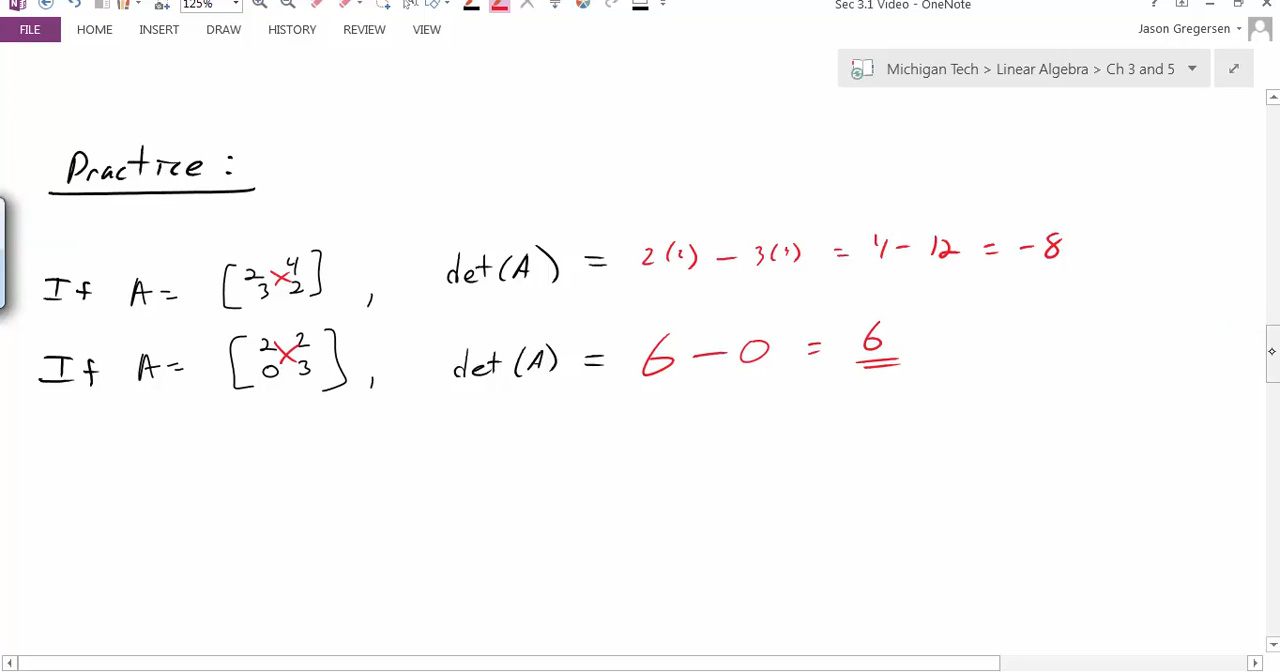 125%
Sec 3.1 Video - OneNote
?
FILE HOME INSERT DRAW HISTORY REVIEW VIEW
Jason Gregersen
Michigan Tech > Linear Algebra > Ch 3 and 5
Practice :
If A = [2 4
3 2] , det(A) = 2(2) - 3(4) = 4 - 12 = -8
If A = [2 2
0 3] , det(A) = 6 - 0 = 6